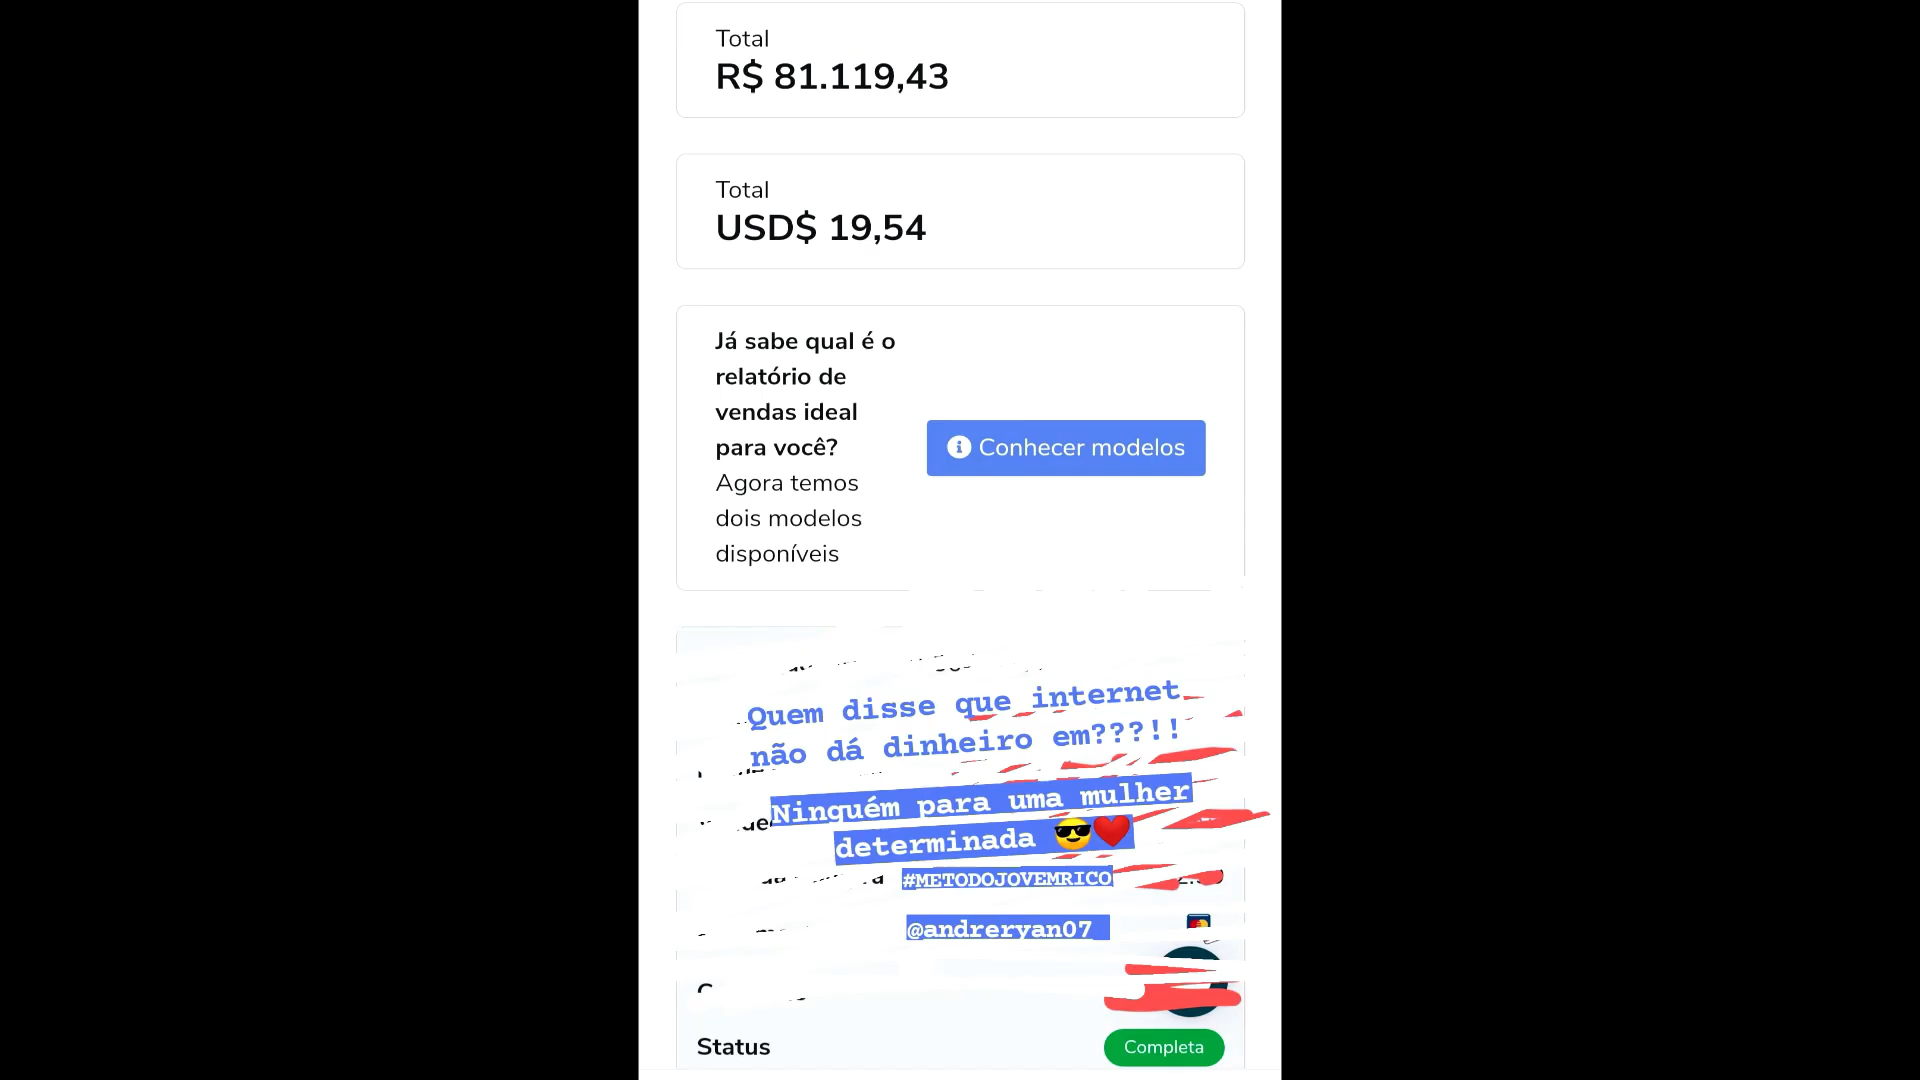 Total
R$ 81.119,43
Total
USD$ 19,54
Já sabe qual é o
relatório de
vendas ideal
para você?
Agora temos
dois modelos
disponíveis
Conhecer modelos
Quem disse que internet
não dá dinheiro em???!!
Ninguém para uma mulher
determinada 😎❤️
#METODOJOVEMRICO
@andreryan07
Status
Completa